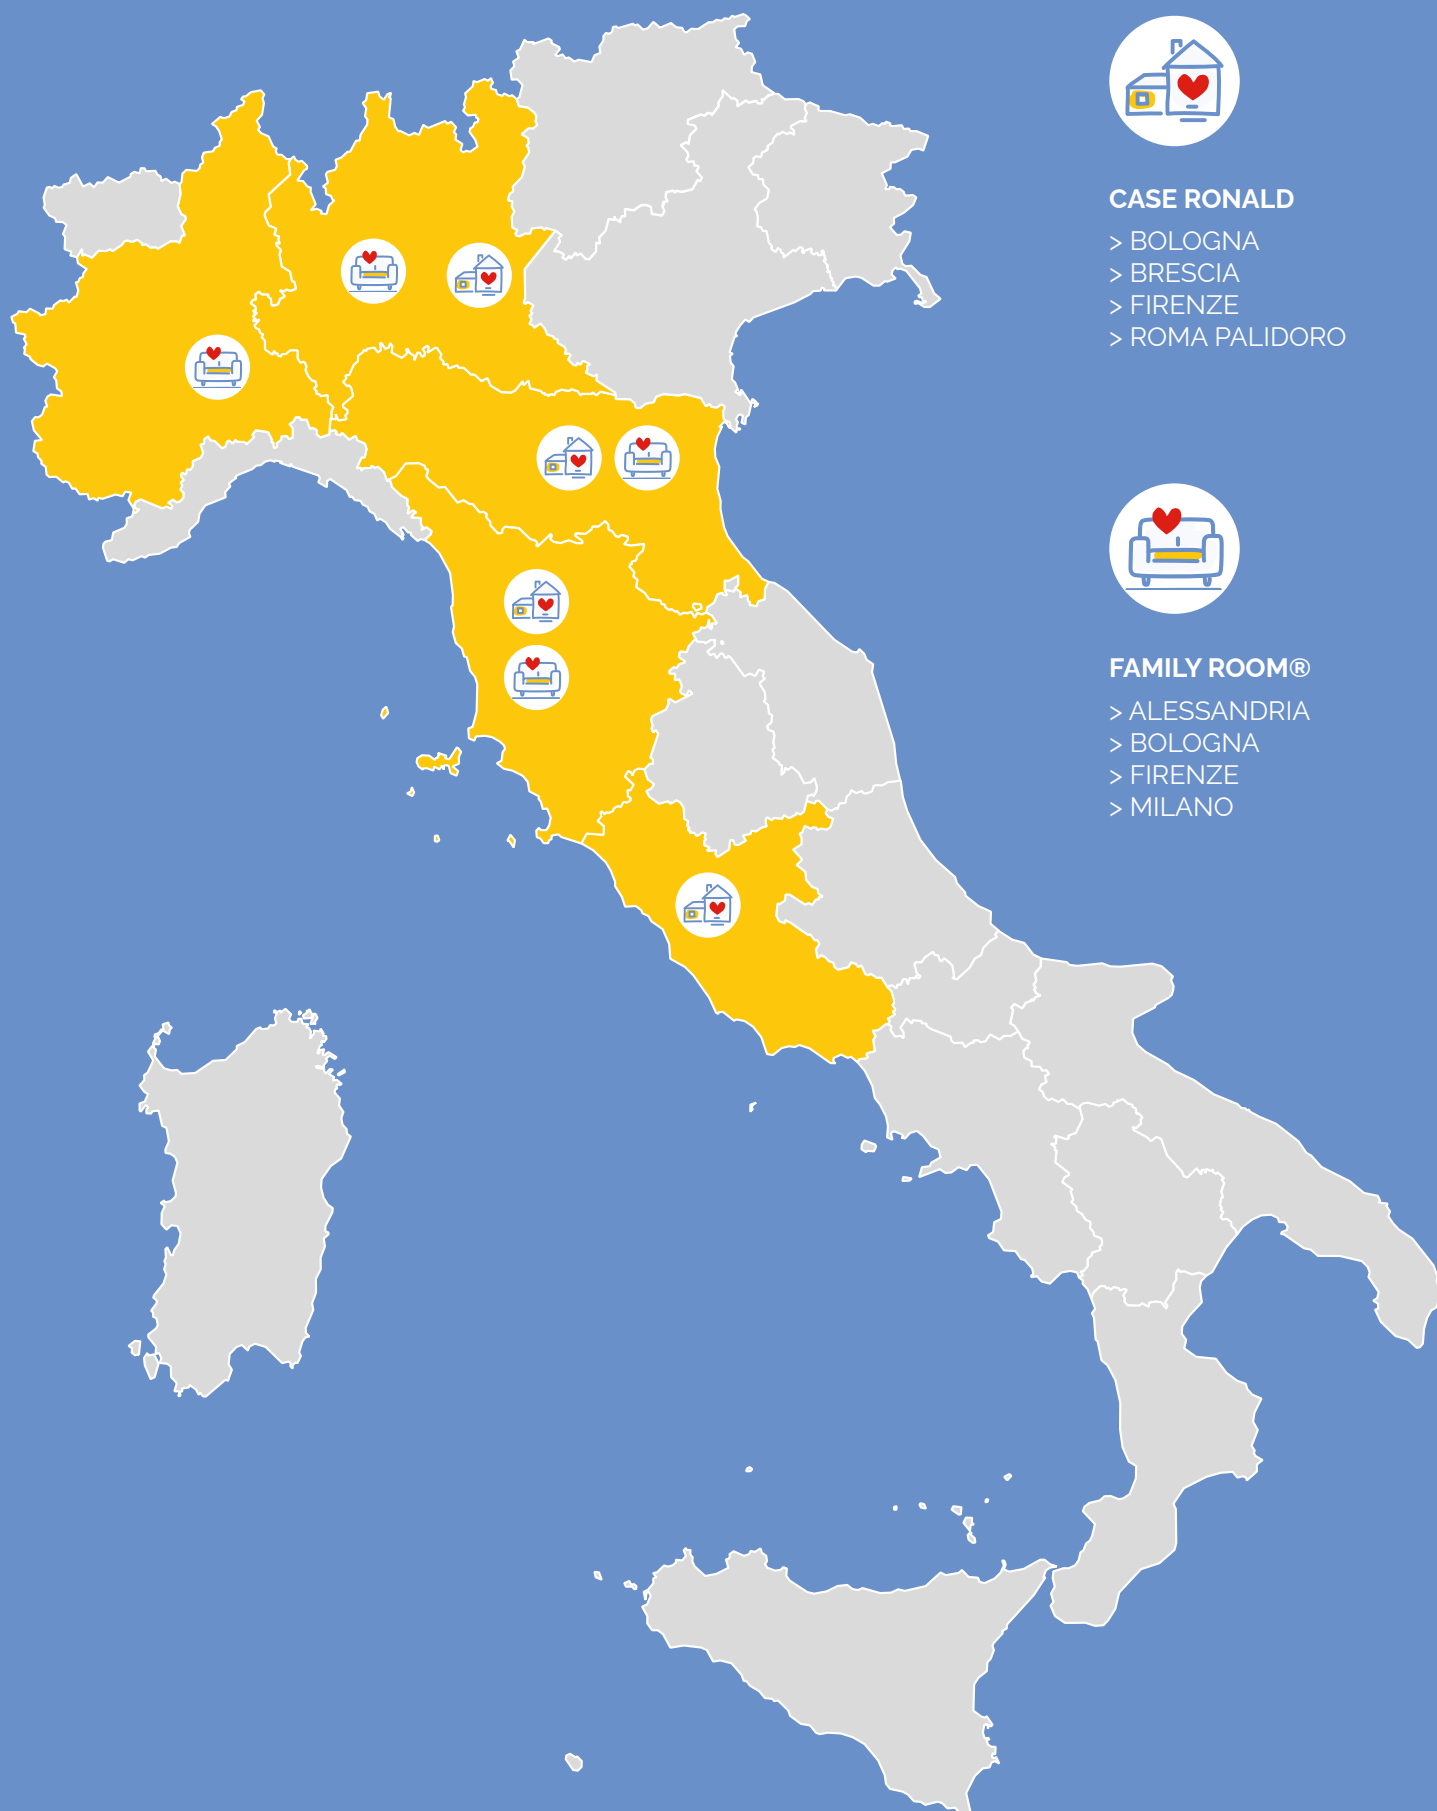 CASE RONALD
> BOLOGNA
> BRESCIA
> FIRENZE
> ROMA PALIDORO
FAMILY ROOM®
> ALESSANDRIA
> BOLOGNA
> FIRENZE
> MILANO